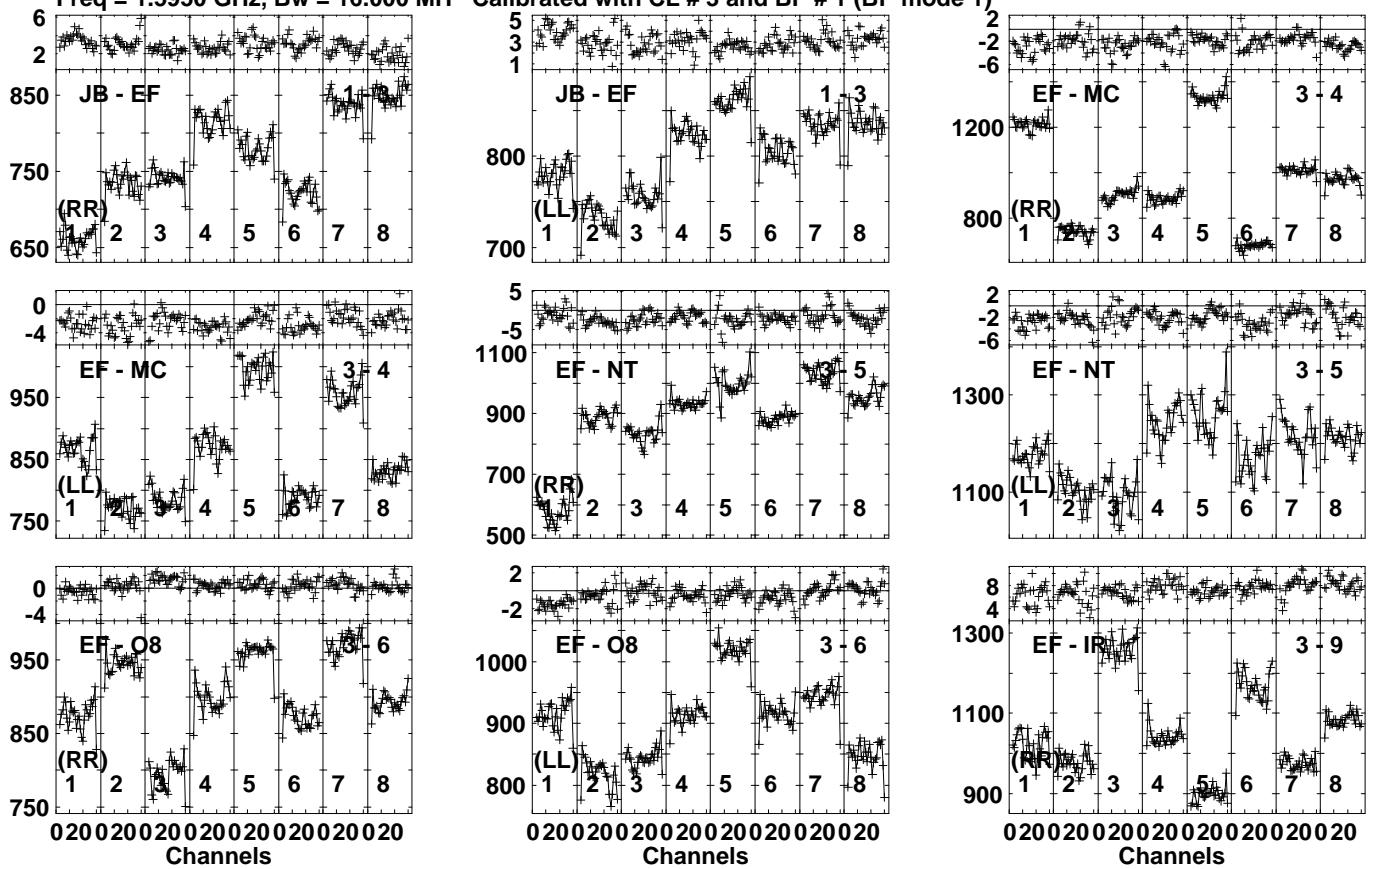 Freq = 1.5950 GHz, Bw = 16.000 MH Calibrated with CL # 3 and BP # 1 (BP mode 1)
6
2
JB - EF 1 - 3
850
750
650
(RR)
1 2 3 4 5 6 7 8
5
3
1
JB - EF 1 - 3
800
700
(LL)
1 2 3 4 5 6 7 8
2
-2
-6
EF - MC 3 - 4
1200
800
(RR)
1 2 3 4 5 6 7 8
0
-4
EF - MC 3 - 4
950
850
750
(LL)
1 2 3 4 5 6 7 8
5
-5
1100
EF - NT 3 - 5
900
700
500
(RR)
1 2 3 4 5 6 7 8
2
-2
-6
EF - NT 3 - 5
1300
1100
(LL)
1 2 3 4 5 6 7 8
0
-4
EF - O8 3 - 6
950
850
750
(RR)
1 2 3 4 5 6 7 8
0 20 0 20 0 20 0 20 0 20 0 20 0 20 0 20
Channels
2
-2
EF - O8 3 - 6
1000
900
800
(LL)
1 2 3 4 5 6 7 8
0 20 0 20 0 20 0 20 0 20 0 20 0 20 0 20
Channels
8
4
1300
EF - IR 3 - 9
1100
900
(RR)
1 2 3 4 5 6 7 8
0 20 0 20 0 20 0 20 0 20 0 20 0 20 0 20
Channels